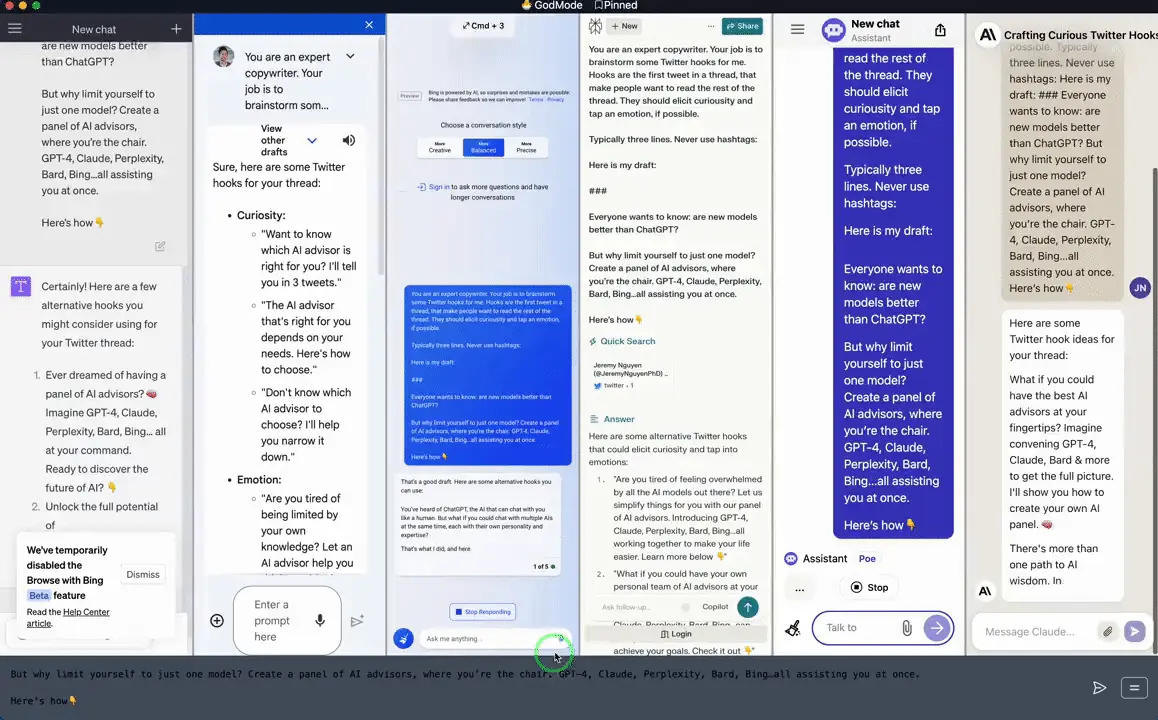 GodMode Pinned
New chat
are new models better
than ChatGPT?
But why limit yourself to
just one model? Create a
panel of AI advisors,
where you're the chair.
GPT-4, Claude, Perplexity,
Bard, Bing...all assisting
you at once.
Here's how👇
T
Certainly! Here are a few
alternative hooks you
might consider using for
your Twitter thread:
1. Ever dreamed of having a
panel of AI advisors? 🧠
Imagine GPT-4, Claude,
Perplexity, Bard, Bing... all
at your command.
Ready to discover the
future of AI? 👇
2. Unlock the full potential
of
We've temporarily
disabled the
Browse with Bing
Beta feature
Read the Help Center
article.
Dismiss
You are an expert
copywriter. Your
job is to
brainstorm som...
View
other
drafts
Sure, here are some Twitter
hooks for your thread:
• Curiosity:
"Want to know
which AI advisor is
right for you? I'll tell
you in 3 tweets."
"The AI advisor
that's right for you
depends on your
needs. Here's how
to choose."
"Don't know which
AI advisor to
choose? I'll help
you narrow it
down."
• Emotion:
"Are you tired of
being limited by
your own
knowledge? Let an
AI advisor help you
Enter a
prompt
here
Cmd + 3
Preview
Bing is powered by AI, so surprises and mistakes are possible.
Please share feedback so we can improve! Terms Privacy
Choose a conversation style
More
Creative
More
Balanced
More
Precise
Sign in to ask more questions and have
longer conversations
You are an expert copywriter. Your job is to brainstorm
some Twitter hooks for me. Hooks are the first tweet in a
thread, that make people want to read the rest of the
thread. They should elicit curiosity and tap an emotion,
if possible.
Typically three lines. Never use hashtags:
Here is my draft:
###
Everyone wants to know: are new models better than
ChatGPT?
But why limit yourself to just one model? Create a panel
of AI advisors, where you're the chair. GPT-4, Claude,
Perplexity, Bard, Bing...all assisting you at once.
Here's how👇
That's a good draft. Here are some alternative hooks you
can use:
You've heard of ChatGPT, the AI that can chat with you
like a human. But what if you could chat with multiple AIs
at the same time, each with their own personality and
expertise?
That's what I did, and here
1 of 5
Stop Responding
Ask me anything...
New
...
Share
You are an expert copywriter. Your job is to
brainstorm some Twitter hooks for me.
Hooks are the first tweet in a thread, that
make people want to read the rest of the
thread. They should elicit curiosity and
tap an emotion, if possible.
Typically three lines. Never use hashtags:
Here is my draft:
###
Everyone wants to know: are new models
better than ChatGPT?
But why limit yourself to just one model?
Create a panel of AI advisors, where
you're the chair. GPT-4, Claude, Perplexity,
Bard, Bing...all assisting you at once.
Here's how👇
Quick Search
Jeremy Nguyen
(@JeremyNguyenPhD) ...
twitter • 1
Answer
Here are some alternative Twitter hooks
that could elicit curiosity and tap into
emotions:
1. "Are you tired of feeling overwhelmed
by all the AI models out there? Let us
simplify things for you with our panel
of AI advisors. Introducing GPT-4,
Claude, Perplexity, Bard, Bing...all
working together to make your life
easier. Learn more below 👇"
2. "What if you could have your own
personal team of AI advisors at your
Ask follow-up...
Copilot
Login
achieve your goals. Check it out 👇"
New chat
Assistant
read the rest of
the thread. They
should elicit
curiosity and tap
an emotion, if
possible.
Typically three
lines. Never use
hashtags:
Here is my draft:
Everyone wants to
know: are new
models better
than ChatGPT?
But why limit
yourself to just
one model?
Create a panel of
AI advisors, where
you're the chair.
GPT-4, Claude,
Perplexity, Bard,
Bing...all assisting
you at once.
Here's how👇
Assistant Poe
...
Stop
Talk to
Crafting Curious Twitter Hooks
possible. Typically
three lines. Never use
hashtags: Here is my
draft: ### Everyone
wants to know: are
new models better
than ChatGPT? But
why limit yourself to
just one model?
Create a panel of AI
advisors, where
you're the chair. GPT-
4, Claude, Perplexity,
Bard, Bing...all
assisting you at once.
Here's how👇
JN
Here are some
Twitter hook ideas for
your thread:
What if you could
have the best AI
advisors at your
fingertips? Imagine
convening GPT-4,
Claude, Bard & more
to get the full picture.
I'll show you how to
create your own AI
panel. 🧠
There's more than
one path to AI
wisdom. In
Message Claude...
But why limit yourself to just one model? Create a panel of AI advisors, where you're the chair. GPT-4, Claude, Perplexity, Bard, Bing...all assisting you at once.
Here's how👇